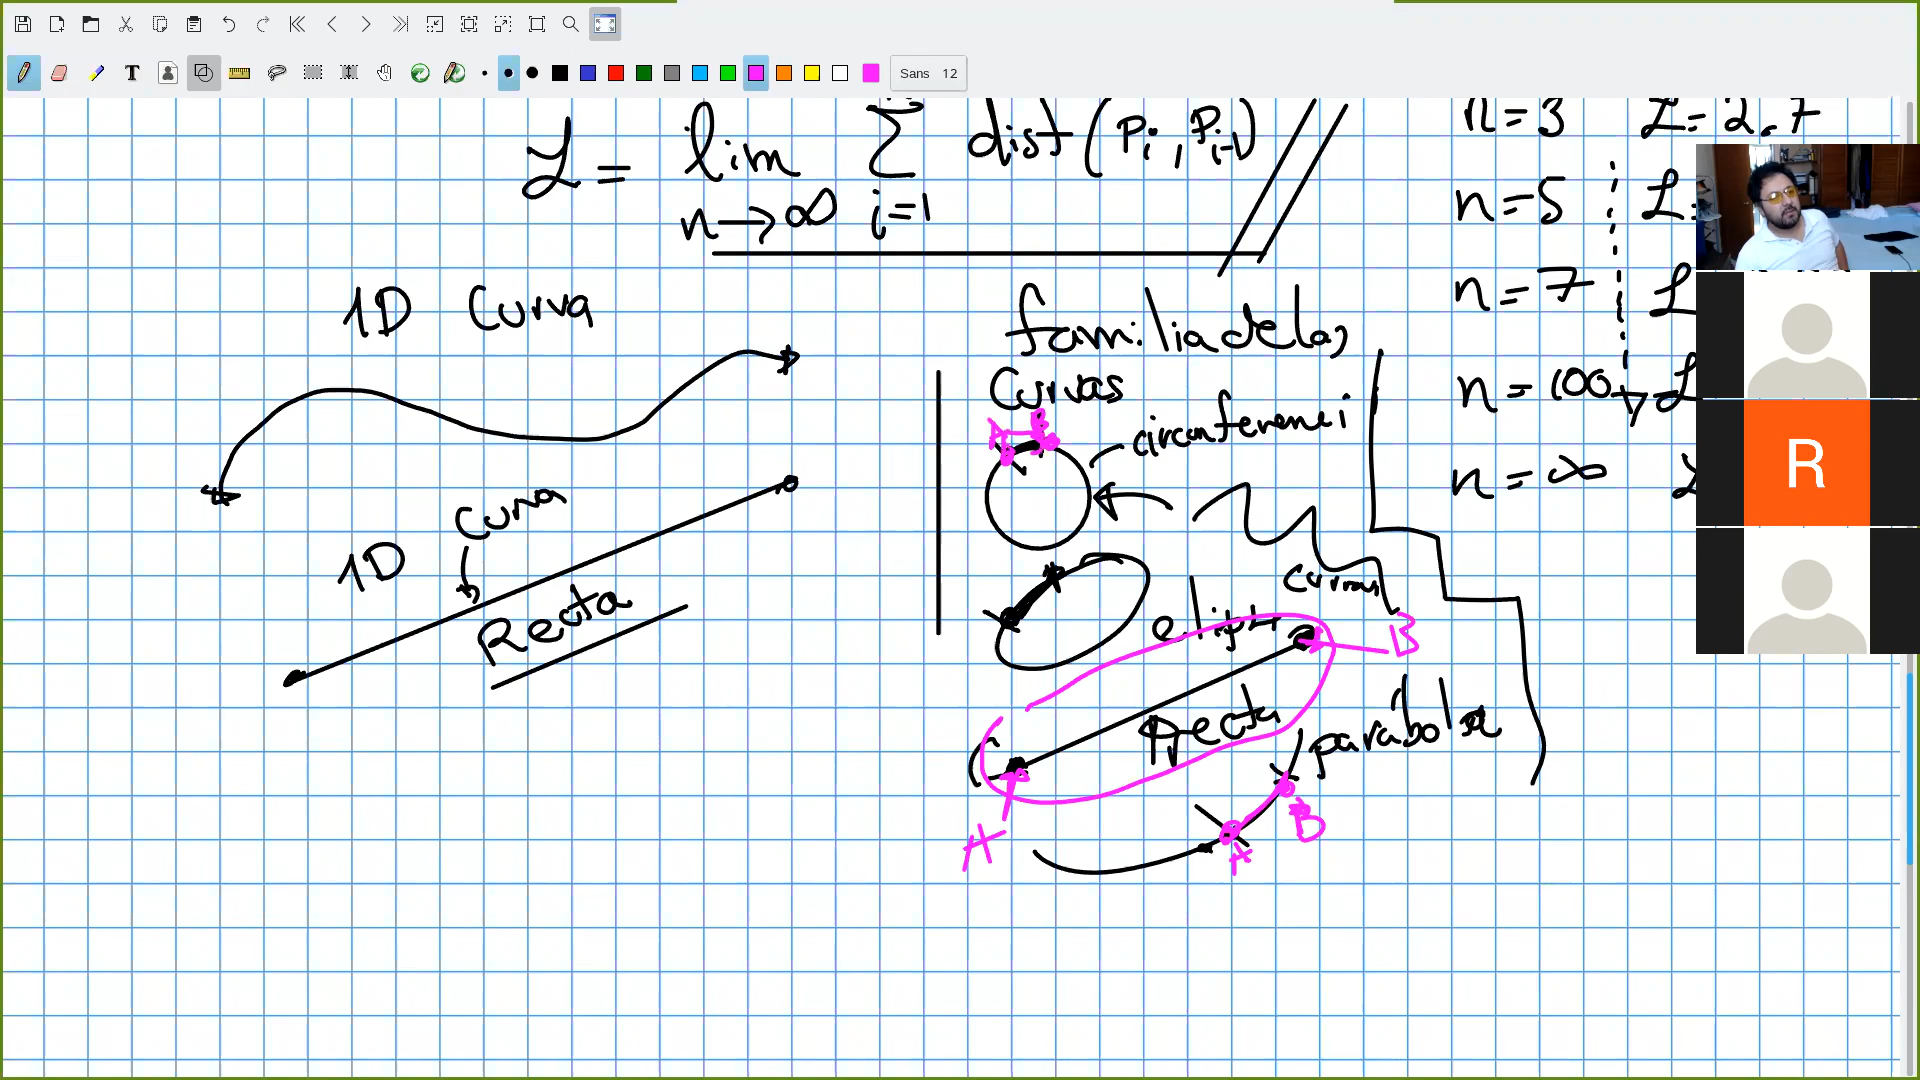 Sans 12
L = lim Σ dist(Pi, Pi-1)
n→∞ i=1
n=3 L=2.7
n=5 L=
n=7 L
n=100 L
n=∞
1D Curva
familia de las
Curvas
A B
circunferenci
1D Curva
Recta
Curvas
elipse
B
Recta
parábola
A
B
A
R